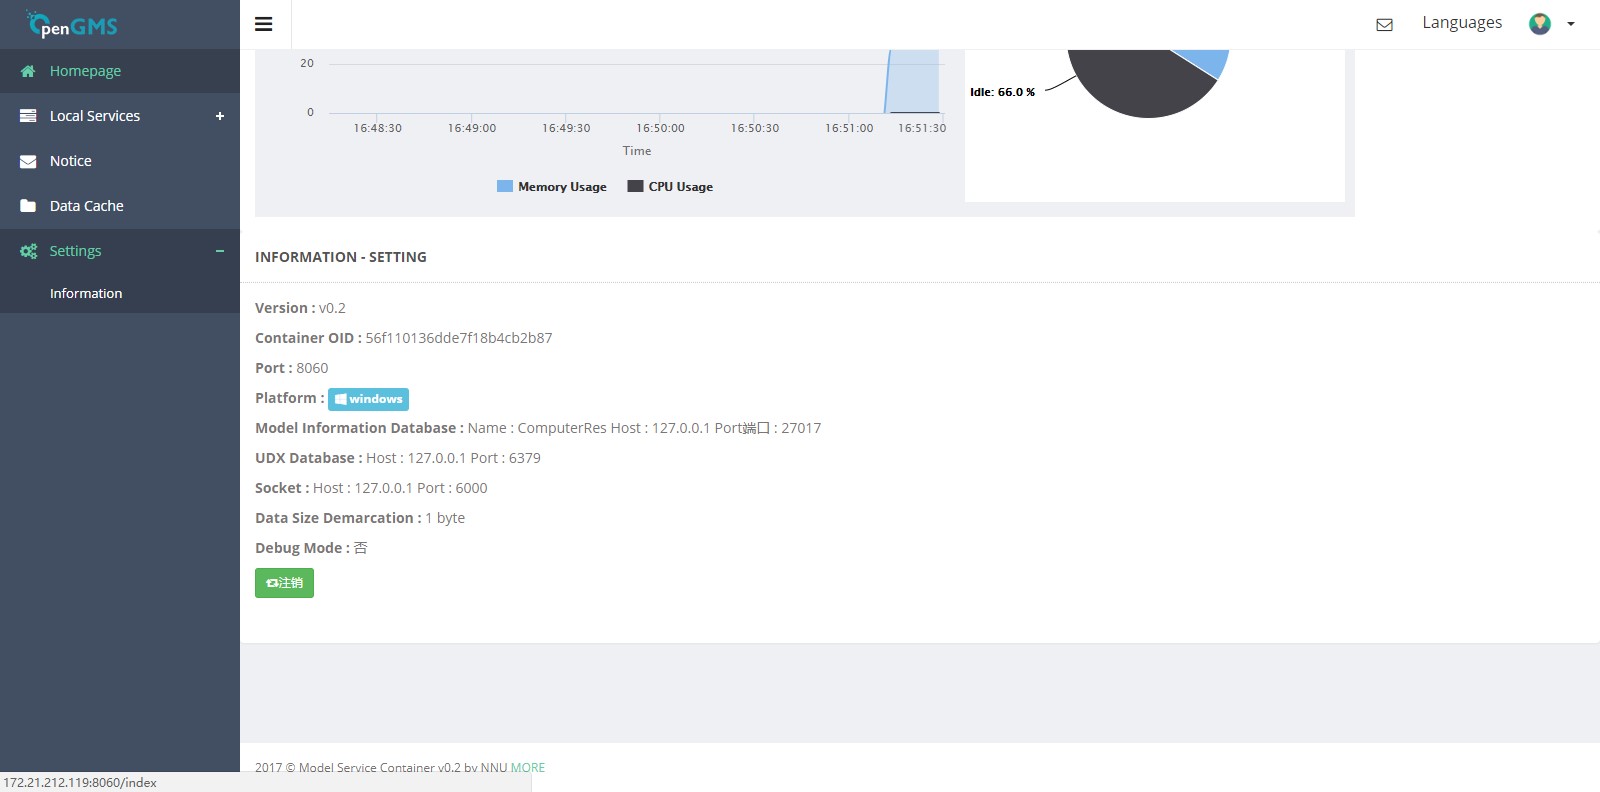 OpenGMS
Languages
Homepage
Local Services
Notice
Data Cache
Settings
Information
20
0
16:48:30 16:49:00 16:49:30 16:50:00 16:50:30 16:51:00 16:51:30
Time
Memory Usage CPU Usage
Idle: 66.0 %
INFORMATION - SETTING
Version : v0.2
Container OID : 56f110136dde7f18b4cb2b87
Port : 8060
Platform : windows
Model Information Database : Name : ComputerRes Host : 127.0.0.1 Port端口 : 27017
UDX Database : Host : 127.0.0.1 Port : 6379
Socket : Host : 127.0.0.1 Port : 6000
Data Size Demarcation : 1 byte
Debug Mode : 否
注销
2017 © Model Service Container v0.2 by NNU MORE
172.21.212.119:8060/index